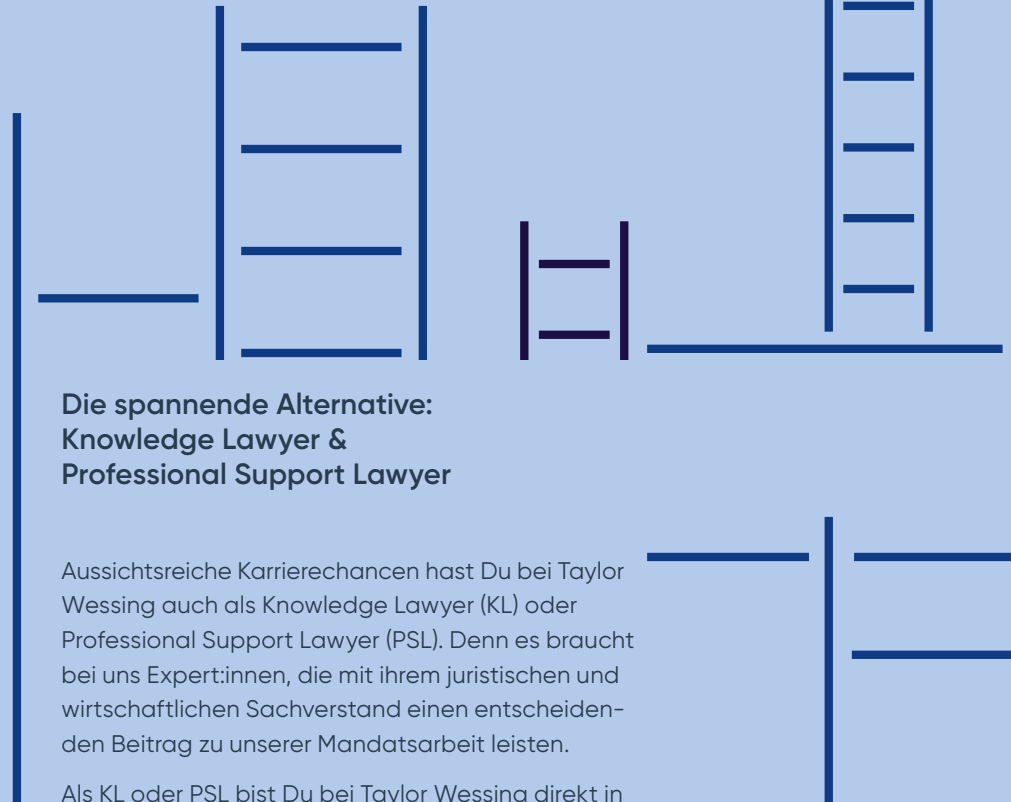 Die spannende Alternative:
Knowledge Lawyer &
Professional Support Lawyer
Aussichtsreiche Karrierechancen hast Du bei Taylor
Wessing auch als Knowledge Lawyer (KL) oder
Professional Support Lawyer (PSL). Denn es braucht
bei uns Expert:innen, die mit ihrem juristischen und
wirtschaftlichen Sachverstand einen entscheiden-
den Beitrag zu unserer Mandatsarbeit leisten.
Als KL oder PSL bist Du bei Taylor Wessing direkt in